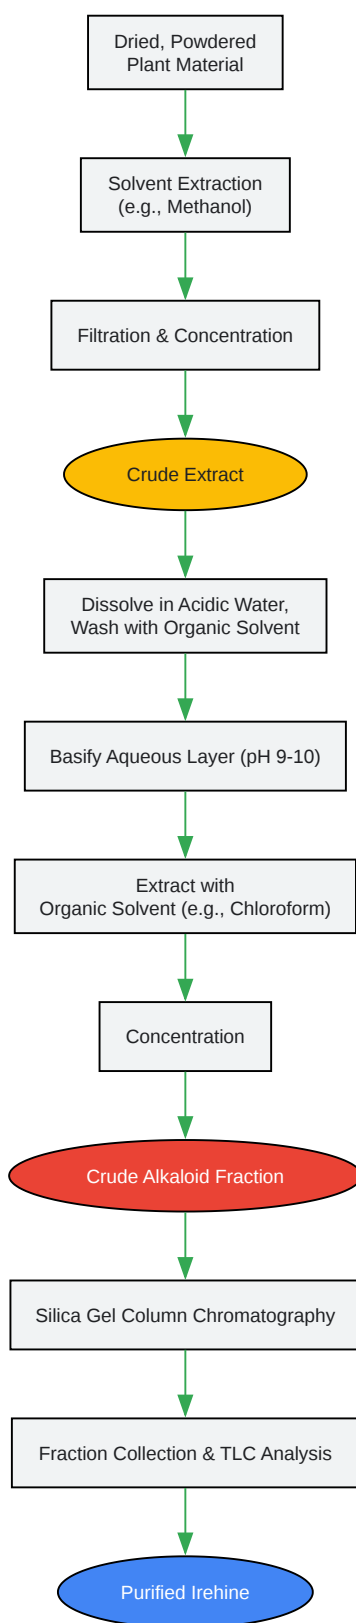 Dried, Powdered
Plant Material
Solvent Extraction
(e.g., Methanol)
Filtration & Concentration
Crude Extract
Dissolve in Acidic Water,
Wash with Organic Solvent
Basify Aqueous Layer (pH 9-10)
Extract with
Organic Solvent (e.g., Chloroform)
Concentration
Crude Alkaloid Fraction
Silica Gel Column Chromatography
Fraction Collection & TLC Analysis
Purified Irehine